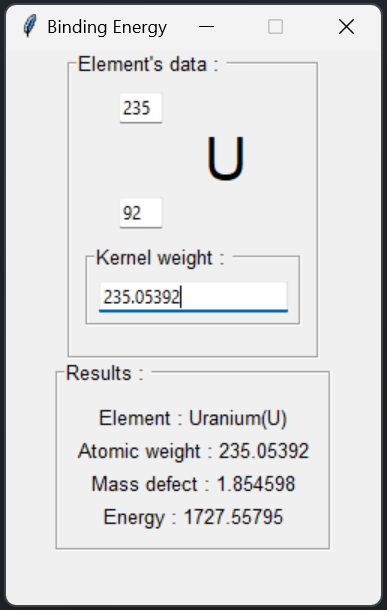 Binding Energy
Element's data :
235
U
92
Kernel weight :
235.05392
Results :
Element : Uranium(U)
Atomic weight : 235.05392
Mass defect : 1.854598
Energy : 1727.55795